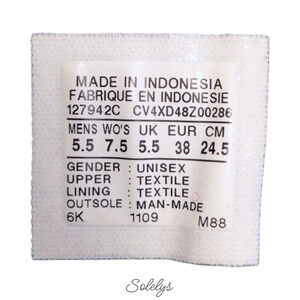 MADE IN INDONESIA
FABRIQUE EN INDONESIE
127942C CV4XD48Z00286
MENS WO'S UK EUR CM
5.5 7.5 5.5 38 24.5
GENDER : UNISEX
UPPER : TEXTILE
LINING : TEXTILE
OUTSOLE : MAN-MADE
6K 1109 M88
Solelys